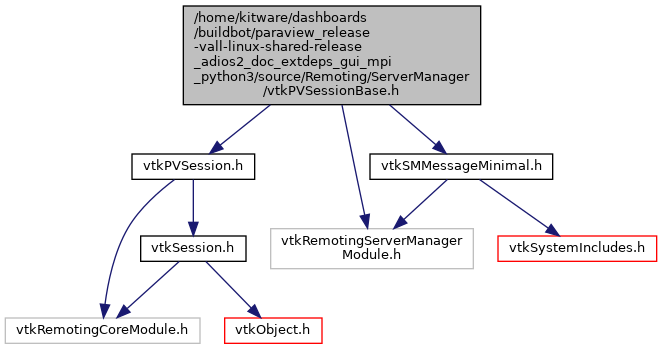 /home/kitware/dashboards
/buildbot/paraview_release
-vall-linux-shared-release
_adios2_doc_extdeps_gui_mpi
_python3/source/Remoting/ServerManager
/vtkPVSessionBase.h
vtkPVSession.h
vtkSMMessageMinimal.h
vtkSession.h
vtkRemotingServerManager
Module.h
vtkSystemIncludes.h
vtkRemotingCoreModule.h
vtkObject.h